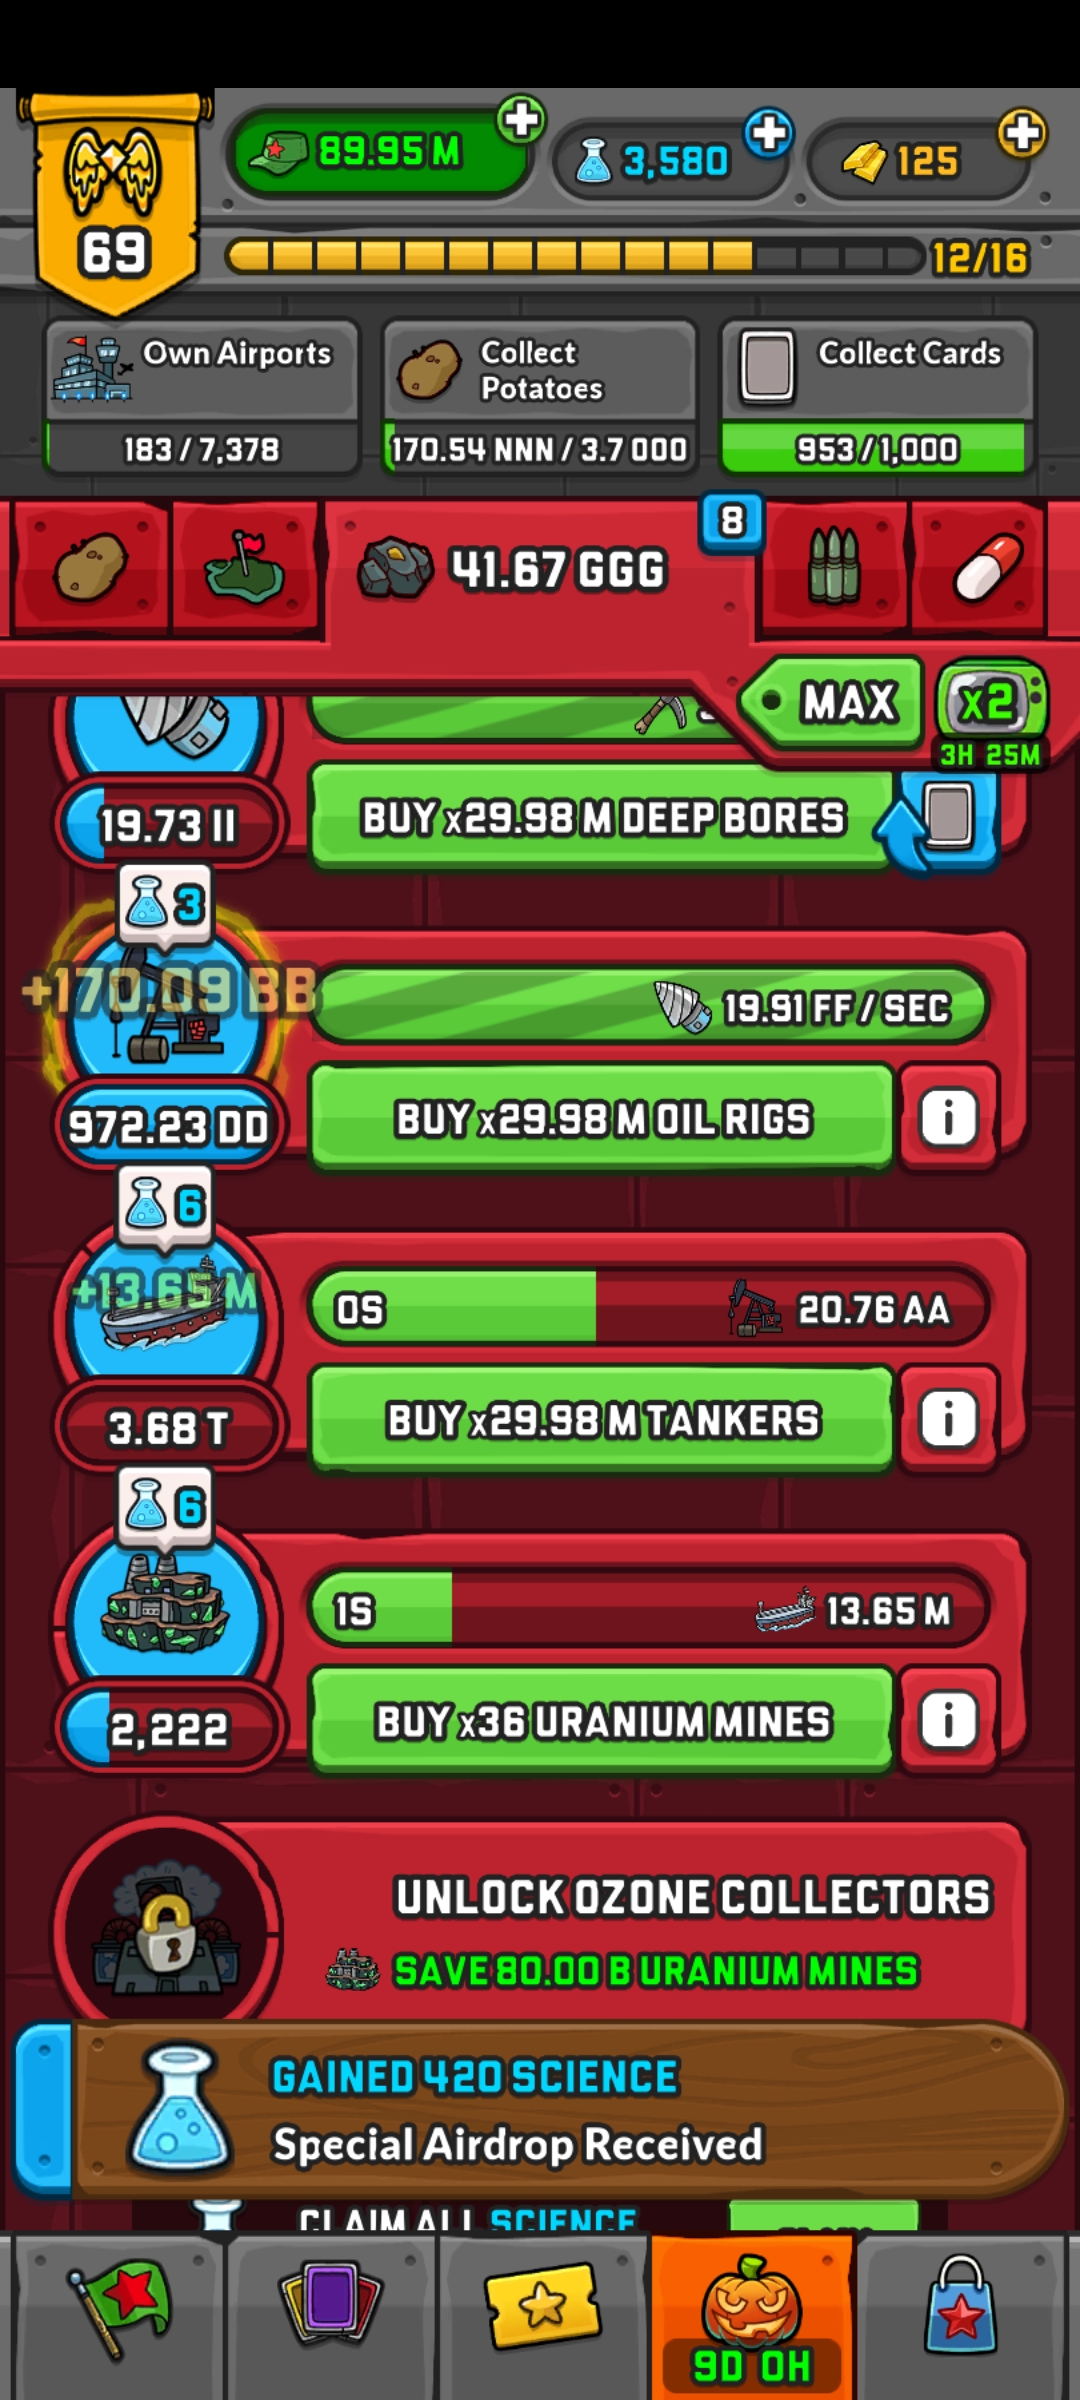 89.95 M
3,580
125
69
12/16
Own Airports
183 / 7,378
Collect
Potatoes
170.54 NNN / 3.7 000
Collect Cards
953 / 1,000
41.67 GGG
8
MAX
x2
3H 25M
19.73 II
BUY x29.98 M DEEP BORES
3
+170.09 BB
19.91 FF / SEC
972.23 DD
BUY x29.98 M OIL RIGS
i
6
+13.65 M
0S
20.76 AA
3.68 T
BUY x29.98 M TANKERS
i
6
1S
13.65 M
2,222
BUY x36 URANIUM MINES
i
UNLOCK OZONE COLLECTORS
SAVE 80.00 B URANIUM MINES
GAINED 420 SCIENCE
Special Airdrop Received
CLAIM ALL SCIENCE
9D 0H